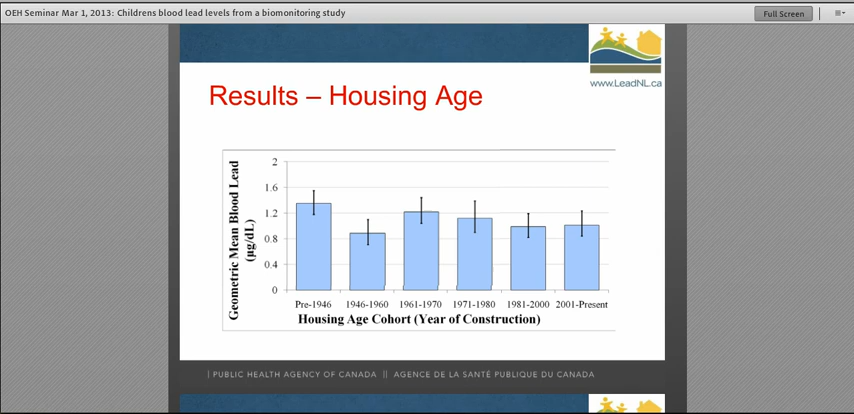 OEH Seminar Mar 1, 2013: Childrens blood lead levels from a biomonitoring study
Full Screen
www.LeadNL.ca
Results – Housing Age
Geometric Mean Blood Lead
(µg/dL)
2
1.6
1.2
0.8
0.4
0
Pre-1946 1946-1960 1961-1970 1971-1980 1981-2000 2001-Present
Housing Age Cohort (Year of Construction)
| PUBLIC HEALTH AGENCY OF CANADA || AGENCE DE LA SANTÉ PUBLIQUE DU CANADA